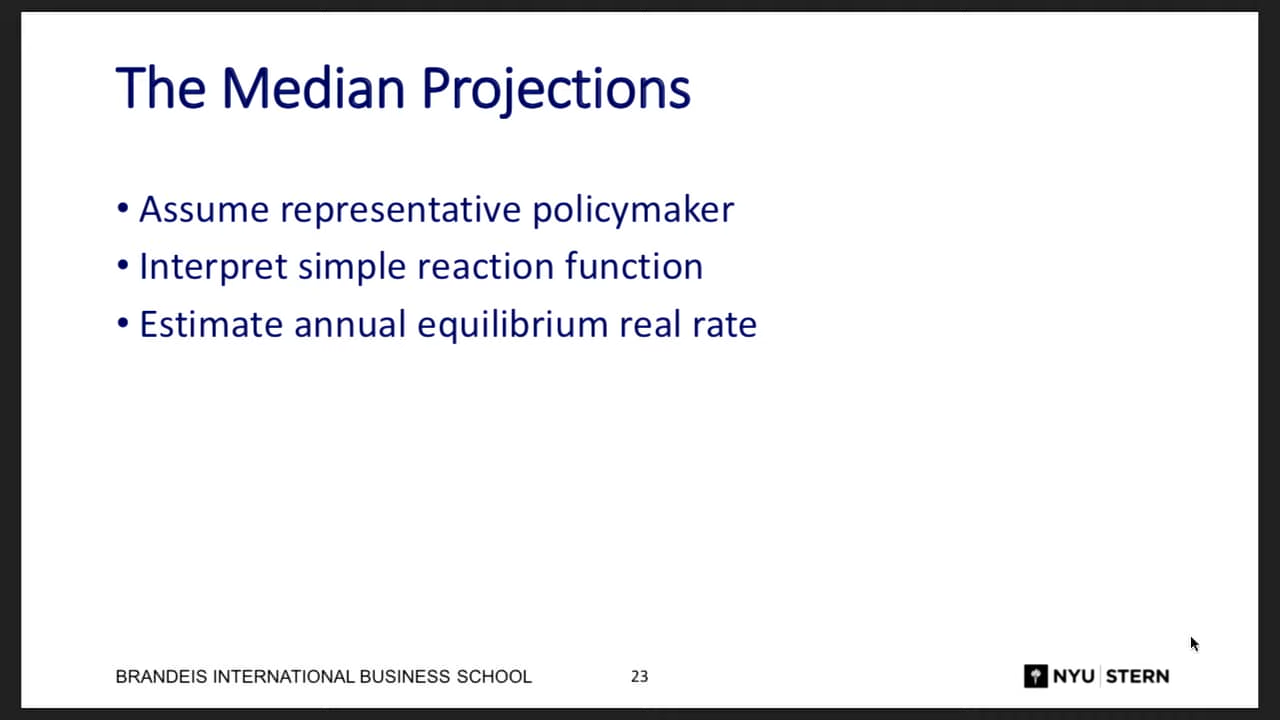 The Median Projections
• Assume representative policymaker
• Interpret simple reaction function
• Estimate annual equilibrium real rate
BRANDEIS INTERNATIONAL BUSINESS SCHOOL 23 NYU STERN